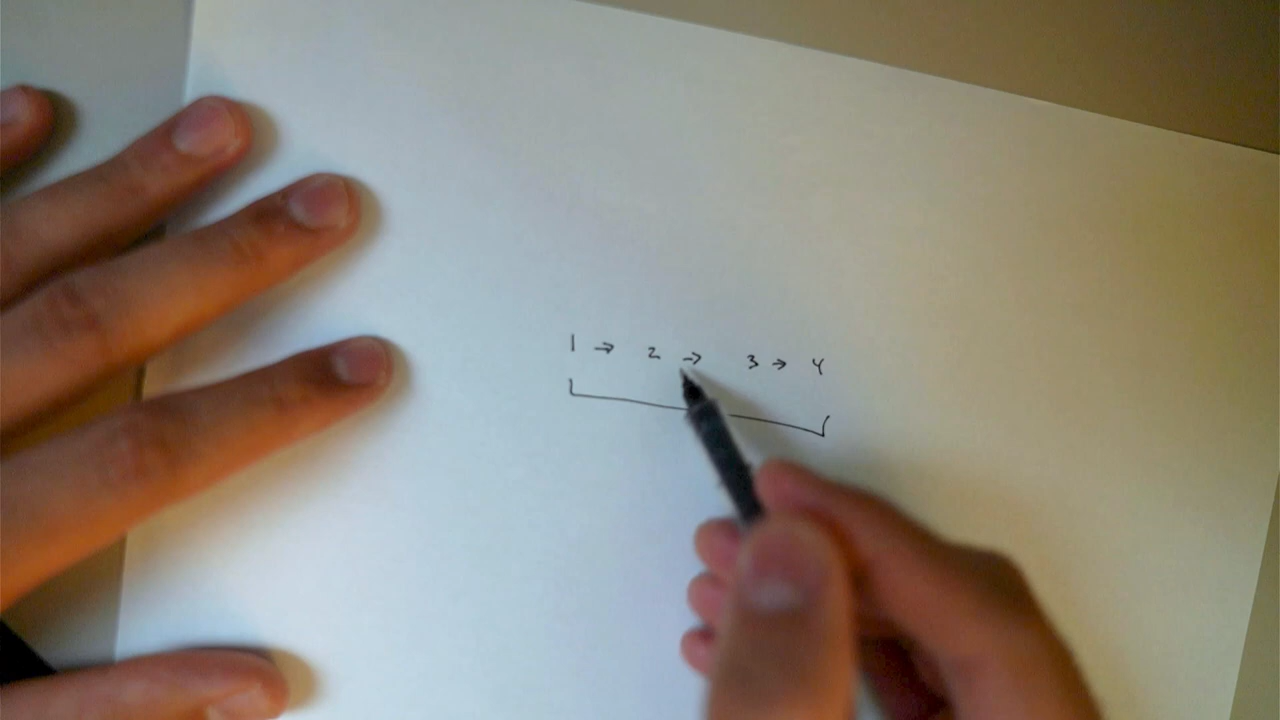 1 → 2 → 3 → 4